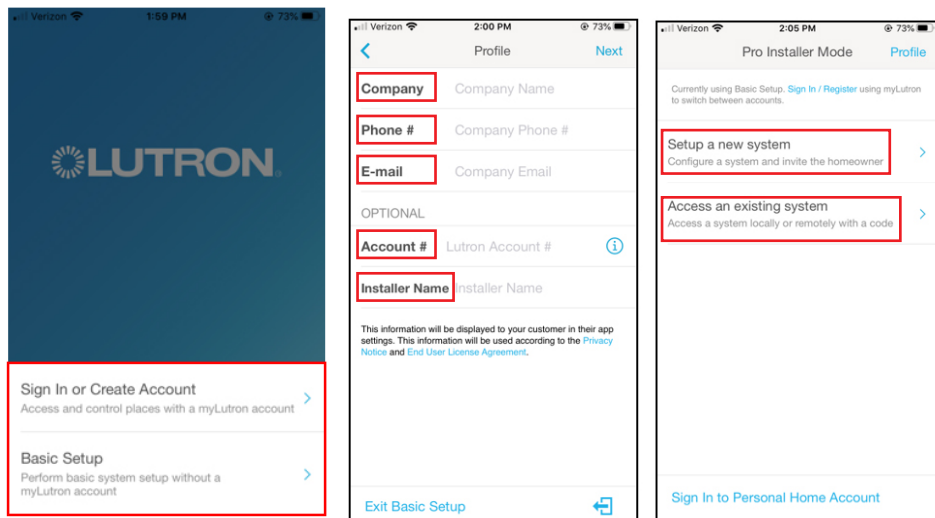 Verizon 1:59 PM 73%
LUTRON
Sign In or Create Account
Access and control places with a myLutron account
Basic Setup
Perform basic system setup without a
myLutron account
Verizon 2:00 PM 73%
Profile Next
Company Company Name
Phone # Company Phone #
E-mail Company Email
OPTIONAL
Account # Lutron Account #
Installer Name Installer Name
This information will be displayed to your customer in their app
settings. This information will be used according to the Privacy
Notice and End User License Agreement.
Exit Basic Setup
Verizon 2:05 PM 73%
Pro Installer Mode Profile
Currently using Basic Setup. Sign In / Register using myLutron
to switch between accounts.
Setup a new system
Configure a system and invite the homeowner
Access an existing system
Access a system locally or remotely with a code
Sign In to Personal Home Account